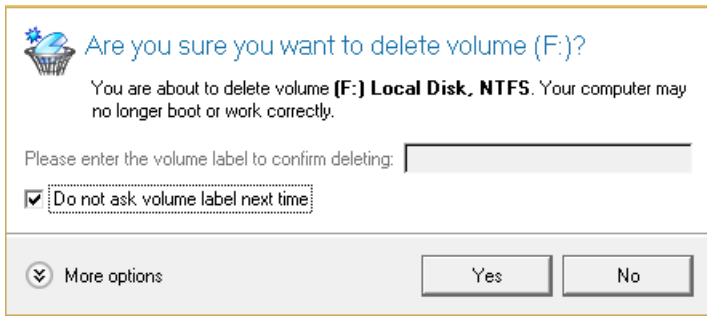 Are you sure you want to delete volume (F:)?
You are about to delete volume (F:) Local Disk, NTFS. Your computer may
no longer boot or work correctly.
Please enter the volume label to confirm deleting:
Do not ask volume label next time
More options
Yes
No